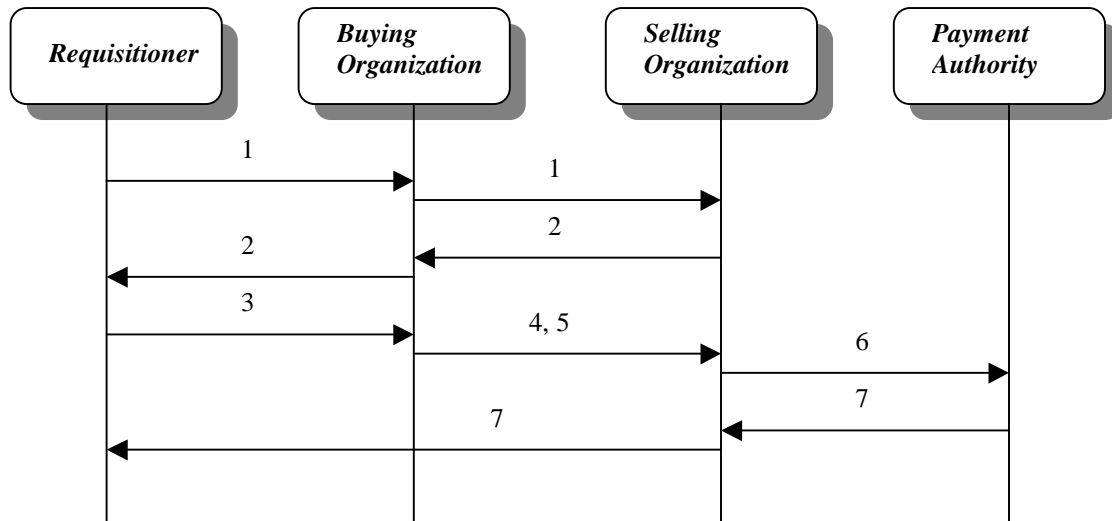 Requisitioner
Buying
Organization
Selling
Organization
Payment
Authority
1
1
2
2
3
4, 5
6
7
7